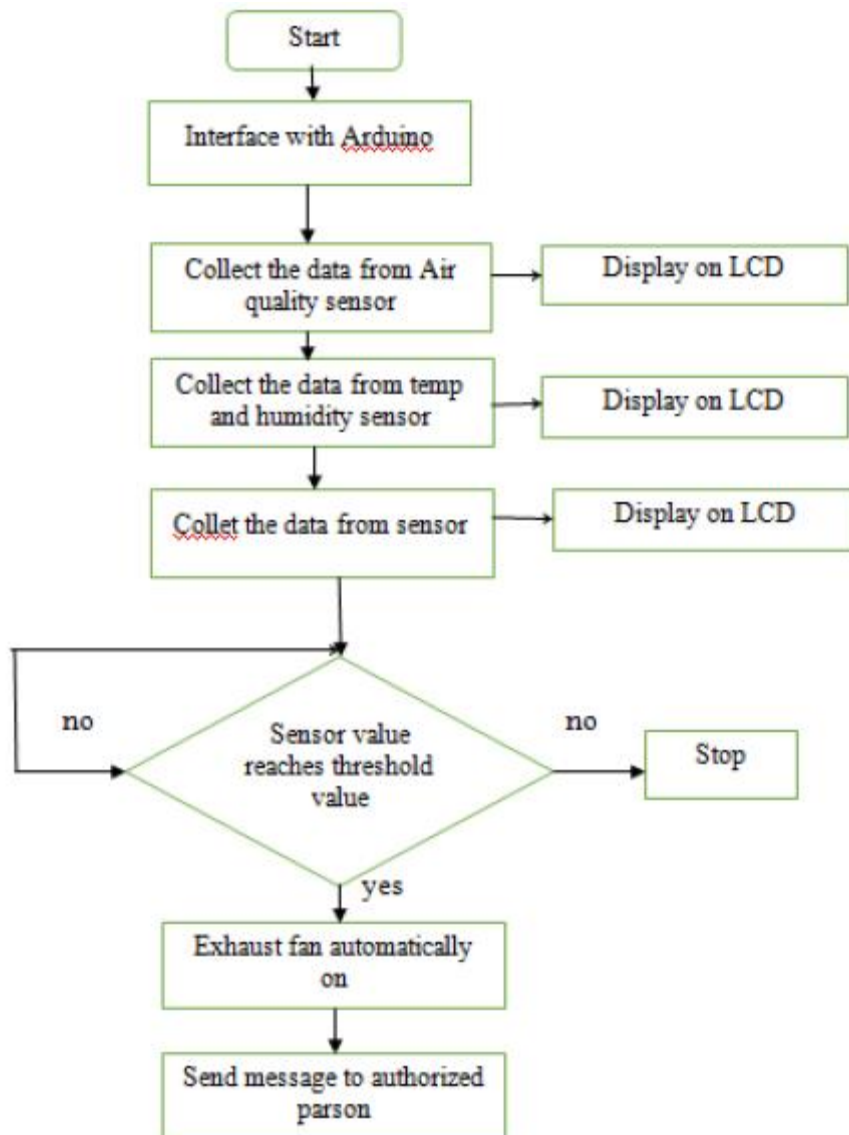 Start
Interface with Arduino
Collect the data from Air
quality sensor
Display on LCD
Collect the data from temp
and humidity sensor
Display on LCD
Collet the data from sensor
Display on LCD
no
Sensor value
reaches threshold
value
no
Stop
yes
Exhaust fan automatically
on
Send message to authorized
parson